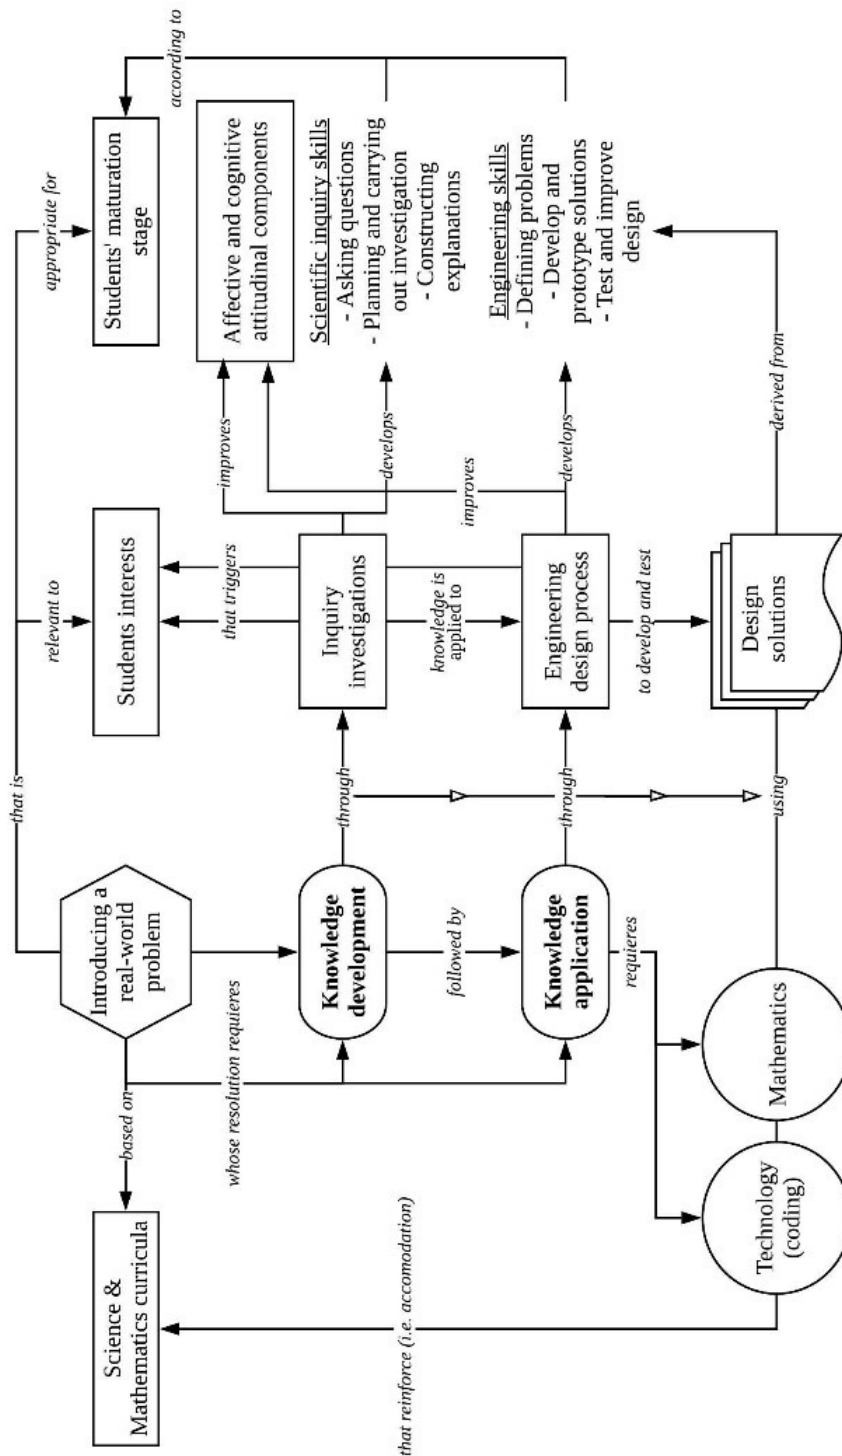 that is
relevant to
appropriate for
Introducing a
real-world
problem
Students interests
Students' maturation
stage
acoording to
based on
Science &
Mathematics curricula
whose resolution requieres
that triggers
improves
Affective and cognitive
attitudinal components
Knowledge
development
through
Inquiry
investigations
develops
Scientific inquiry skills
- Asking questions
- Planning and carrying
out investigation
- Constructing
explanations
that reinforce (i.e. accomodation)
followed by
knowledge is
applied to
improves
Knowledge
application
through
Engineering
design process
develops
Engineering skills
- Defining problems
- Develop and
prototype solutions
- Test and improve
design
requieres
to develop and test
Technology
(coding)
Mathematics
using
Design
solutions
derived from